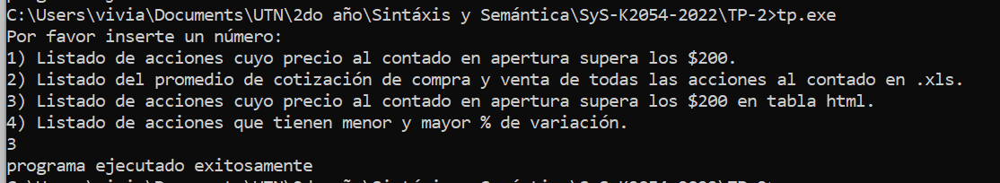 C:\Users\vivia\Documents\UTN\2do año\Sintáxis y Semántica\SyS-K2054-2022\TP-2>tp.exe
Por favor inserte un número:
1) Listado de acciones cuyo precio al contado en apertura supera los $200.
2) Listado del promedio de cotización de compra y venta de todas las acciones al contado en .xls.
3) Listado de acciones cuyo precio al contado en apertura supera los $200 en tabla html.
4) Listado de acciones que tienen menor y mayor % de variación.
3
programa ejecutado exitosamente